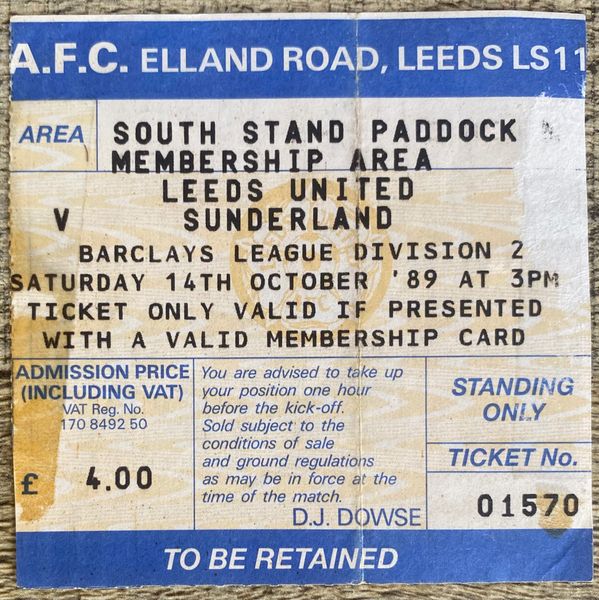 A.F.C. ELLAND ROAD, LEEDS LS11
AREA
SOUTH STAND PADDOCK
MEMBERSHIP AREA
LEEDS UNITED
V SUNDERLAND
BARCLAYS LEAGUE DIVISION 2
SATURDAY 14TH OCTOBER '89 AT 3PM
TICKET ONLY VALID IF PRESENTED
WITH A VALID MEMBERSHIP CARD
ADMISSION PRICE
(INCLUDING VAT)
VAT Reg. No.
170 8492 50
£ 4.00
You are advised to take up
your position one hour
before the kick-off.
Sold subject to the
conditions of sale
and ground regulations
as may be in force at the
time of the match.
D.J. DOWSE
STANDING
ONLY
TICKET No.
01570
TO BE RETAINED